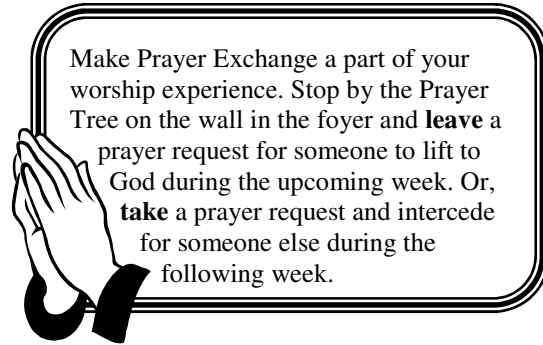 Make Prayer Exchange a part of your
worship experience. Stop by the Prayer
Tree on the wall in the foyer and leave a
prayer request for someone to lift to
God during the upcoming week. Or,
take a prayer request and intercede
for someone else during the
following week.